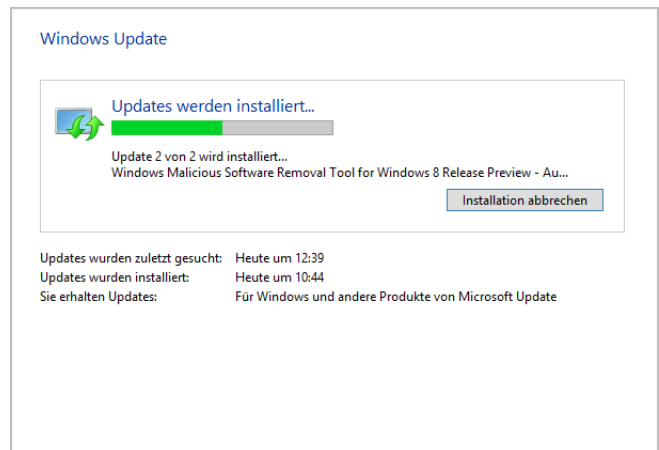 Windows Update
Updates werden installiert...
Update 2 von 2 wird installiert...
Windows Malicious Software Removal Tool for Windows 8 Release Preview - Au...
Installation abbrechen
Updates wurden zuletzt gesucht: Heute um 12:39
Updates wurden installiert: Heute um 10:44
Sie erhalten Updates: Für Windows und andere Produkte von Microsoft Update